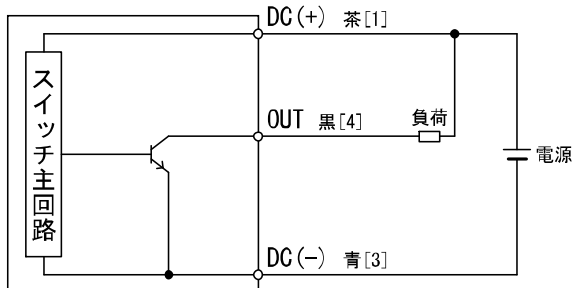 DC(+) 茶[1]
スイッチ主回路
OUT 黒[4]
負荷
電源
DC(-) 青[3]